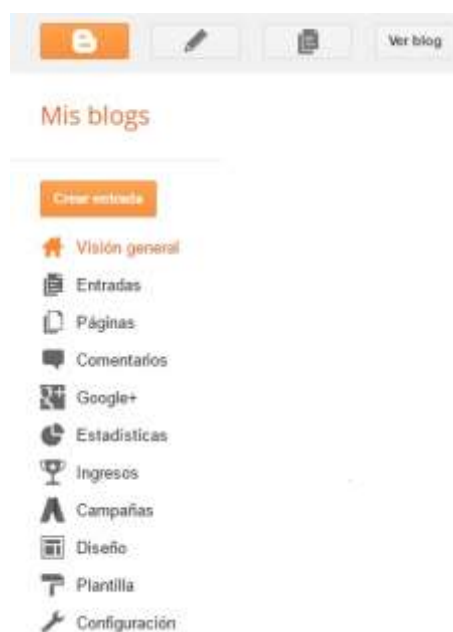 Ver blog
Mis blogs
Crear entrada
Visión general
Entradas
Páginas
Comentarios
Google+
Estadísticas
Ingresos
Campañas
Diseño
Plantilla
Configuración